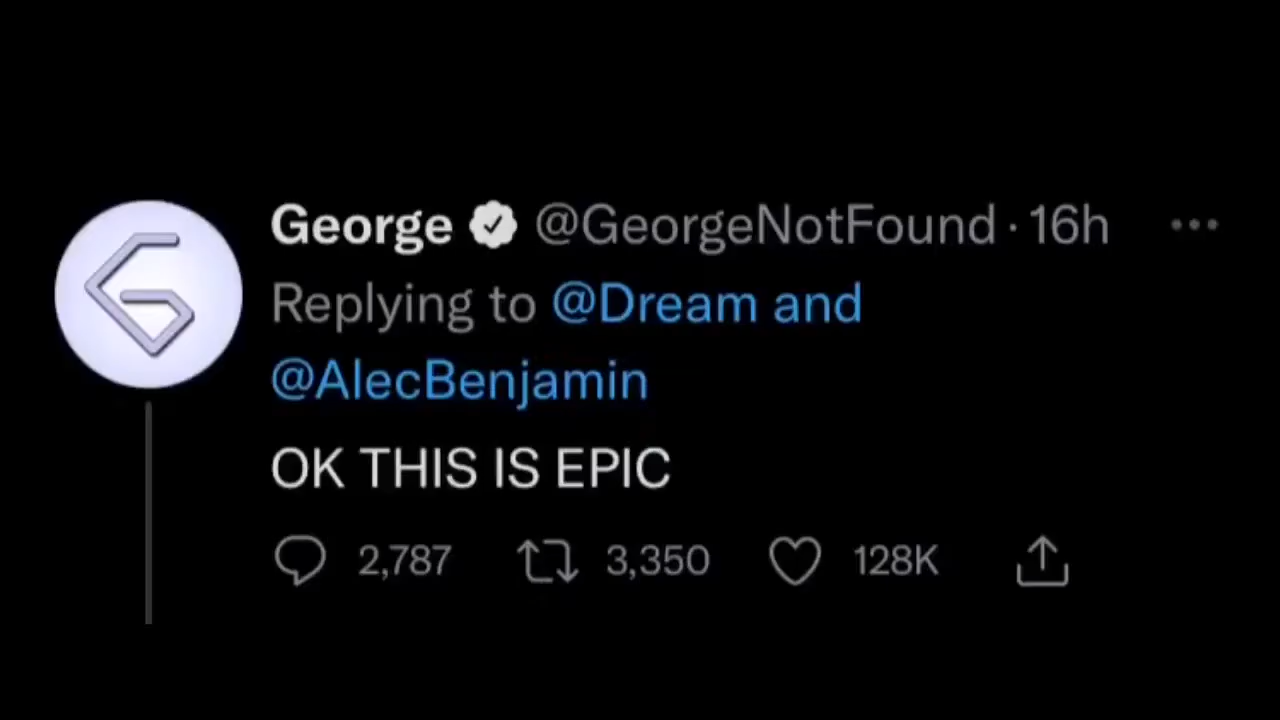 George @GeorgeNotFound · 16h
Replying to @Dream and
@AlecBenjamin
OK THIS IS EPIC
2,787 3,350 128K